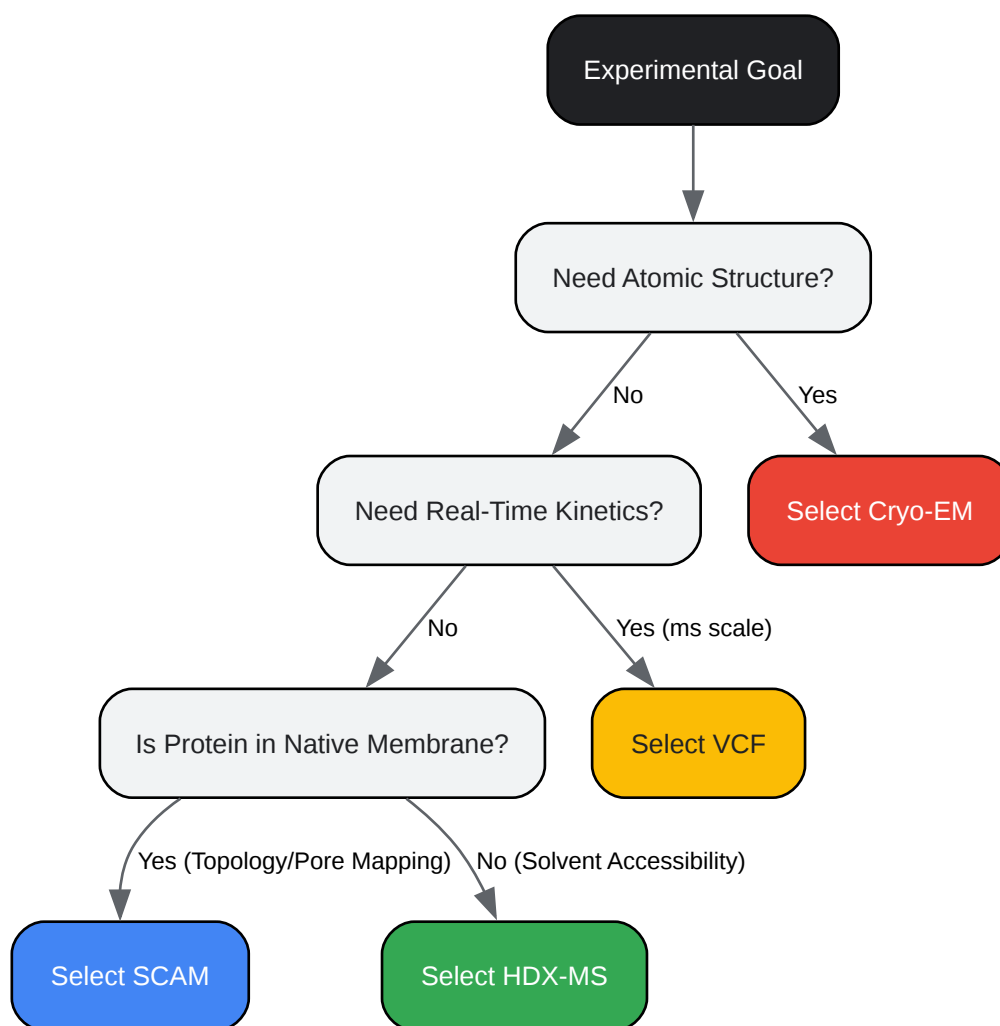 Experimental Goal
Need Atomic Structure?
No
Yes
Need Real-Time Kinetics?
Select Cryo-EM
No
Yes (ms scale)
Is Protein in Native Membrane?
Select VCF
Yes (Topology/Pore Mapping)
No (Solvent Accessibility)
Select SCAM
Select HDX-MS